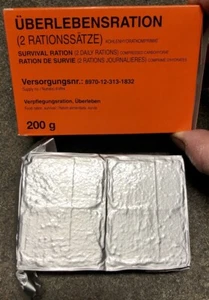 ÜBERLEBENSRATION
(2 RATIONSSÄTZE)
SURVIVAL RATION (2 DAILY RATIONS)
RATION DE SURVIE (2 RATIONS JOURNALIERES)
Versorgungsnr.: 8970-12-313-1832
Verpflegungsration, Überleben
200 g